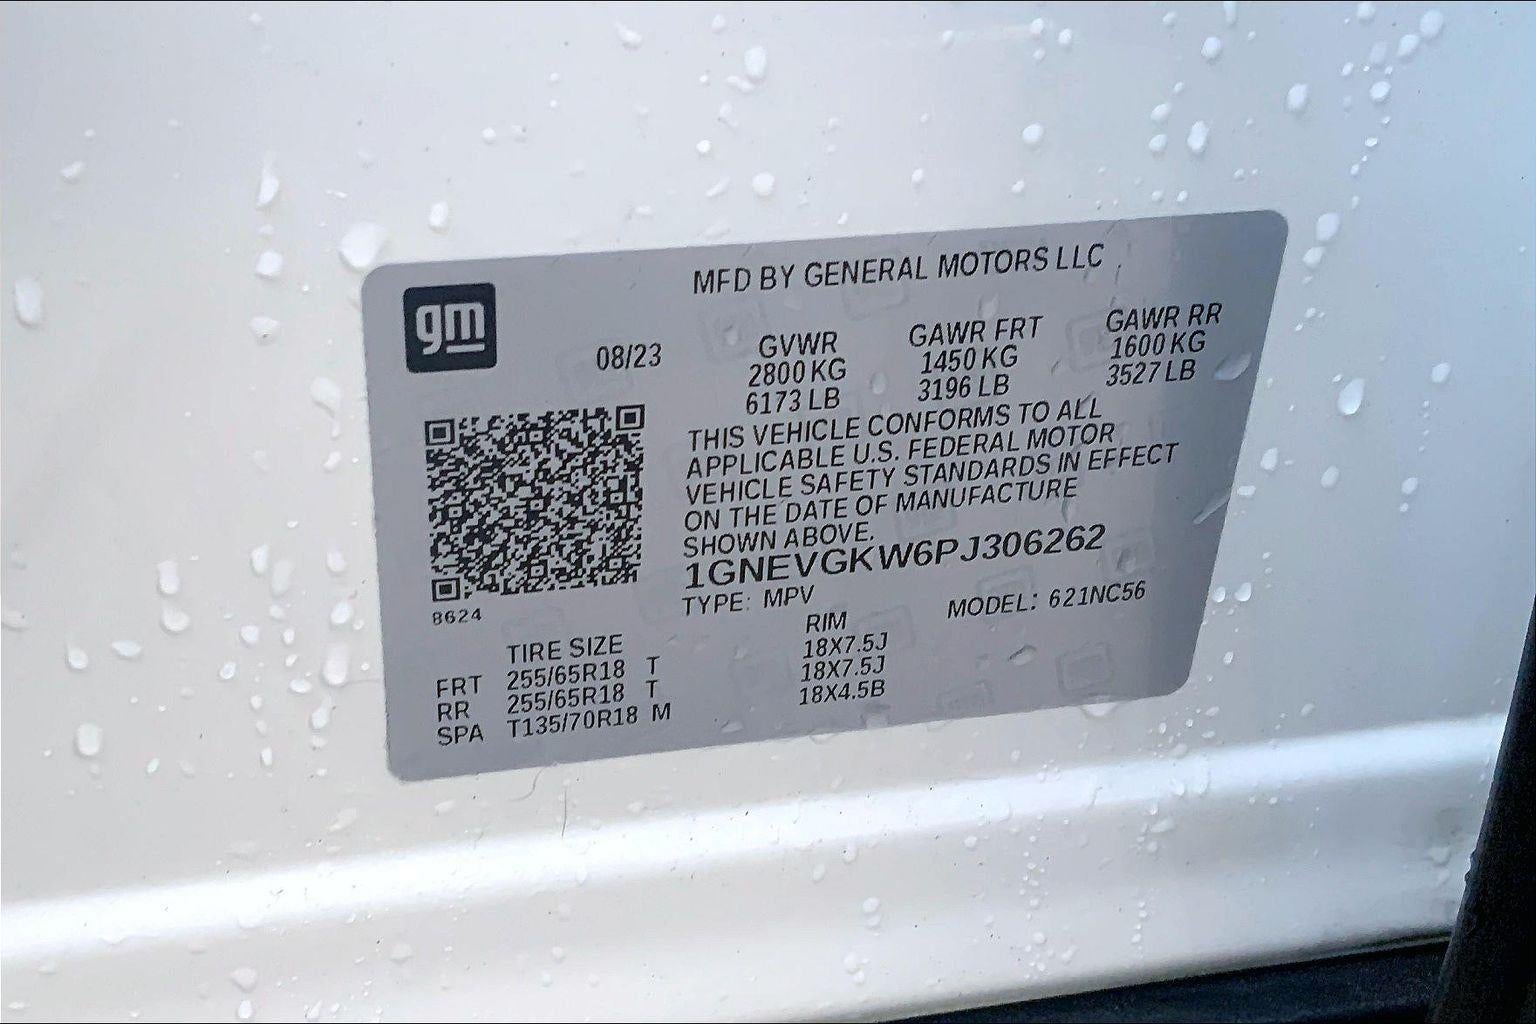 gm
MFD BY GENERAL MOTORS LLC
08/23
GVWR GAWR FRT GAWR RR
2800 KG 1450 KG 1600 KG
6173 LB 3196 LB 3527 LB
THIS VEHICLE CONFORMS TO ALL
APPLICABLE U.S. FEDERAL MOTOR
VEHICLE SAFETY STANDARDS IN EFFECT
ON THE DATE OF MANUFACTURE
SHOWN ABOVE.
1GNEVGKW6PJ306262
TYPE: MPV MODEL: 621NC56
8624
TIRE SIZE RIM
FRT 255/65R18 T 18X7.5J
RR 255/65R18 T 18X7.5J
SPA T135/70R18 M 18X4.5B